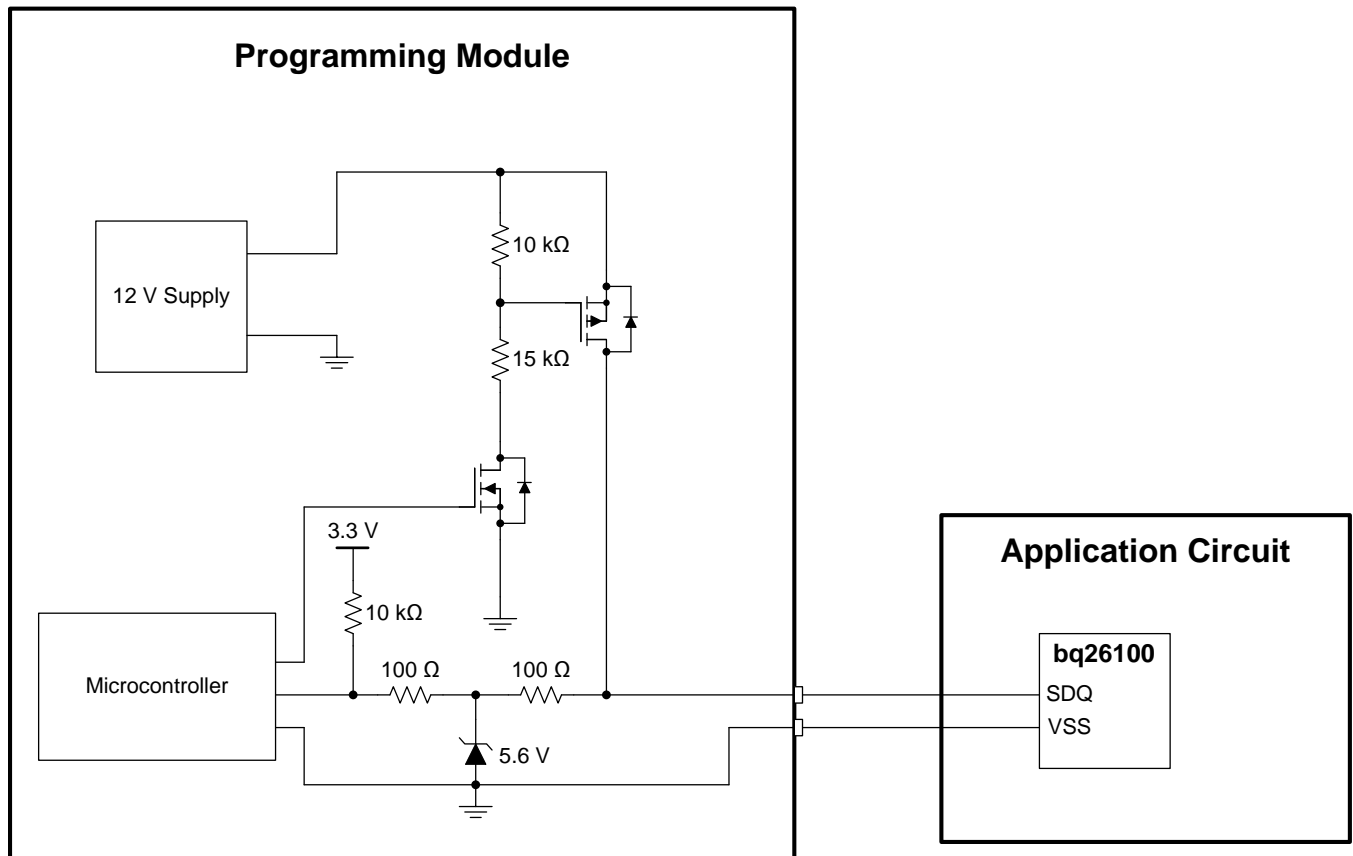 Programming Module
10 kΩ
12 V Supply
15 kΩ
3.3 V
10 kΩ
Application Circuit
bq26100
100 Ω 100 Ω
Microcontroller
SDQ
VSS
5.6 V